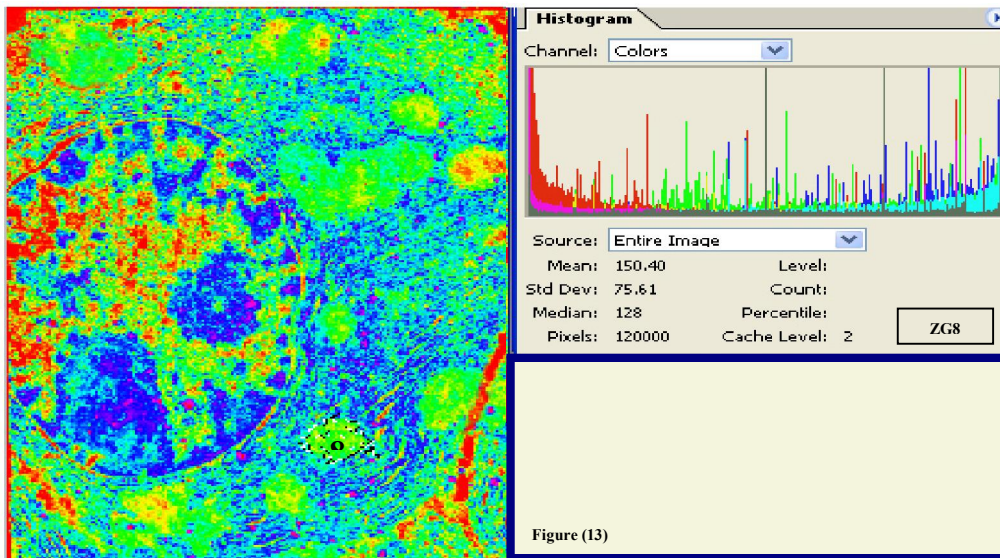 Histogram
Channel: Colors
Source: Entire Image
Mean: 150.40 Level:
Std Dev: 75.61 Count:
Median: 128 Percentile:
Pixels: 120000 Cache Level: 2
ZG8
o
Figure (13)